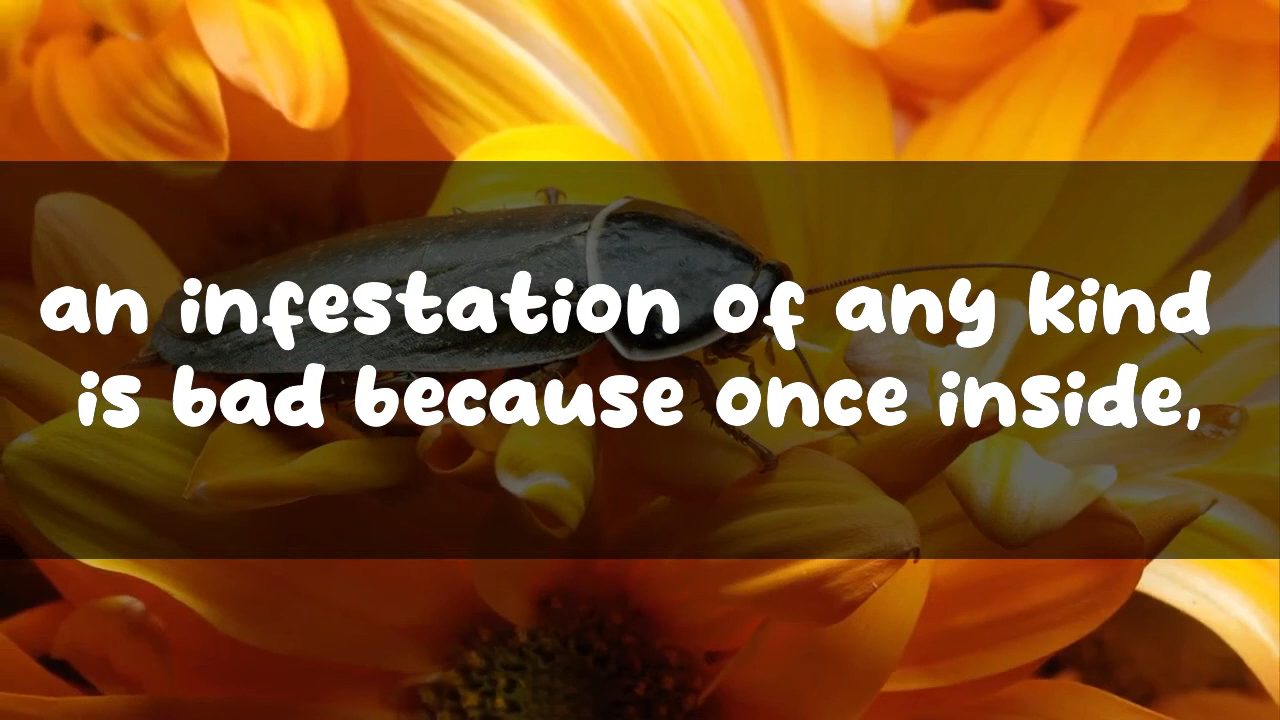 an infestation of any kind
is bad because once inside,